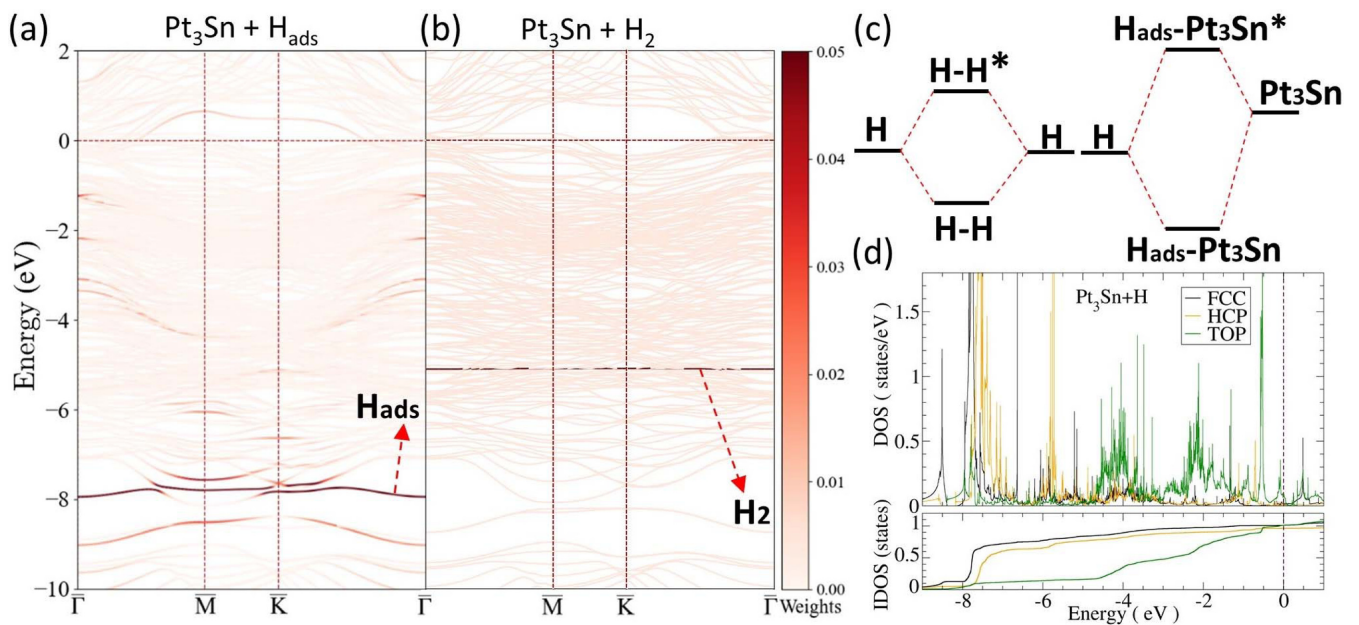 (a)
Pt₃Sn + H_ads
2
0
−2
−4
−6
−8
−10
Energy (eV)
Γ̅
M̅
K̅
Γ̅
Hads
(b)
Pt₃Sn + H₂
M̅
K̅
Γ̅
H₂
0.05
0.04
0.03
0.02
0.01
0.00
Weights
(c)
H-H*
H
H
H-H
Hads-Pt₃Sn*
Pt₃Sn
H
Hads-Pt₃Sn
(d)
Pt₃Sn+H
FCC
HCP
TOP
DOS ( states/eV)
1.5
1
0.5
0
IDOS (states)
1
0.5
0
-8
-6
-4
-2
0
Energy ( eV)